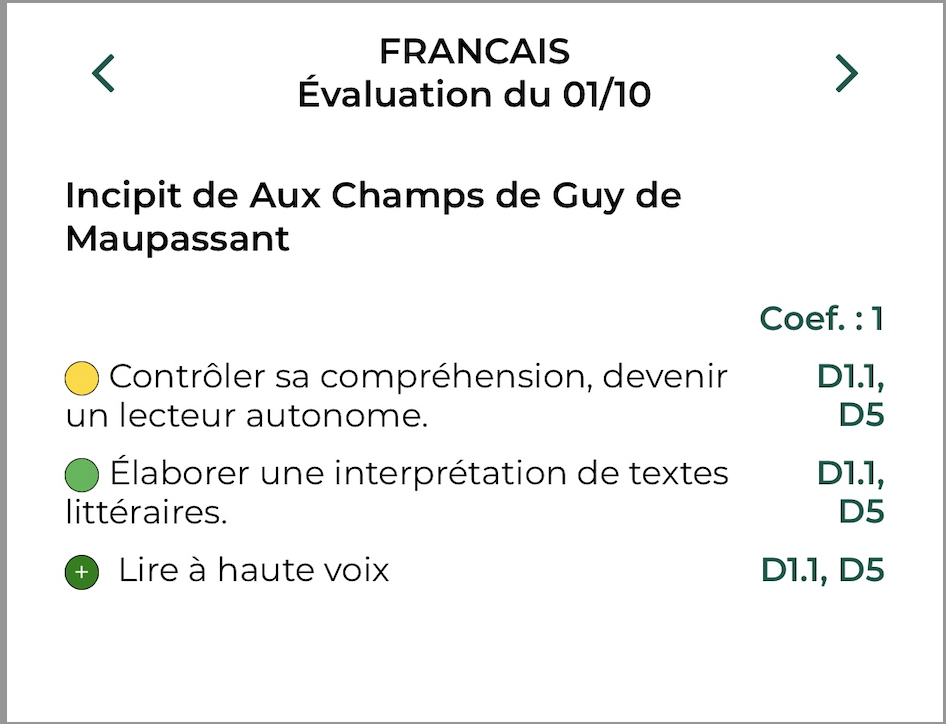 FRANCAIS
Évaluation du 01/10
Incipit de Aux Champs de Guy de
Maupassant
Coef. : 1
Contrôler sa compréhension, devenir D1.1,
un lecteur autonome. D5
Élaborer une interprétation de textes D1.1,
littéraires. D5
+ Lire à haute voix D1.1, D5